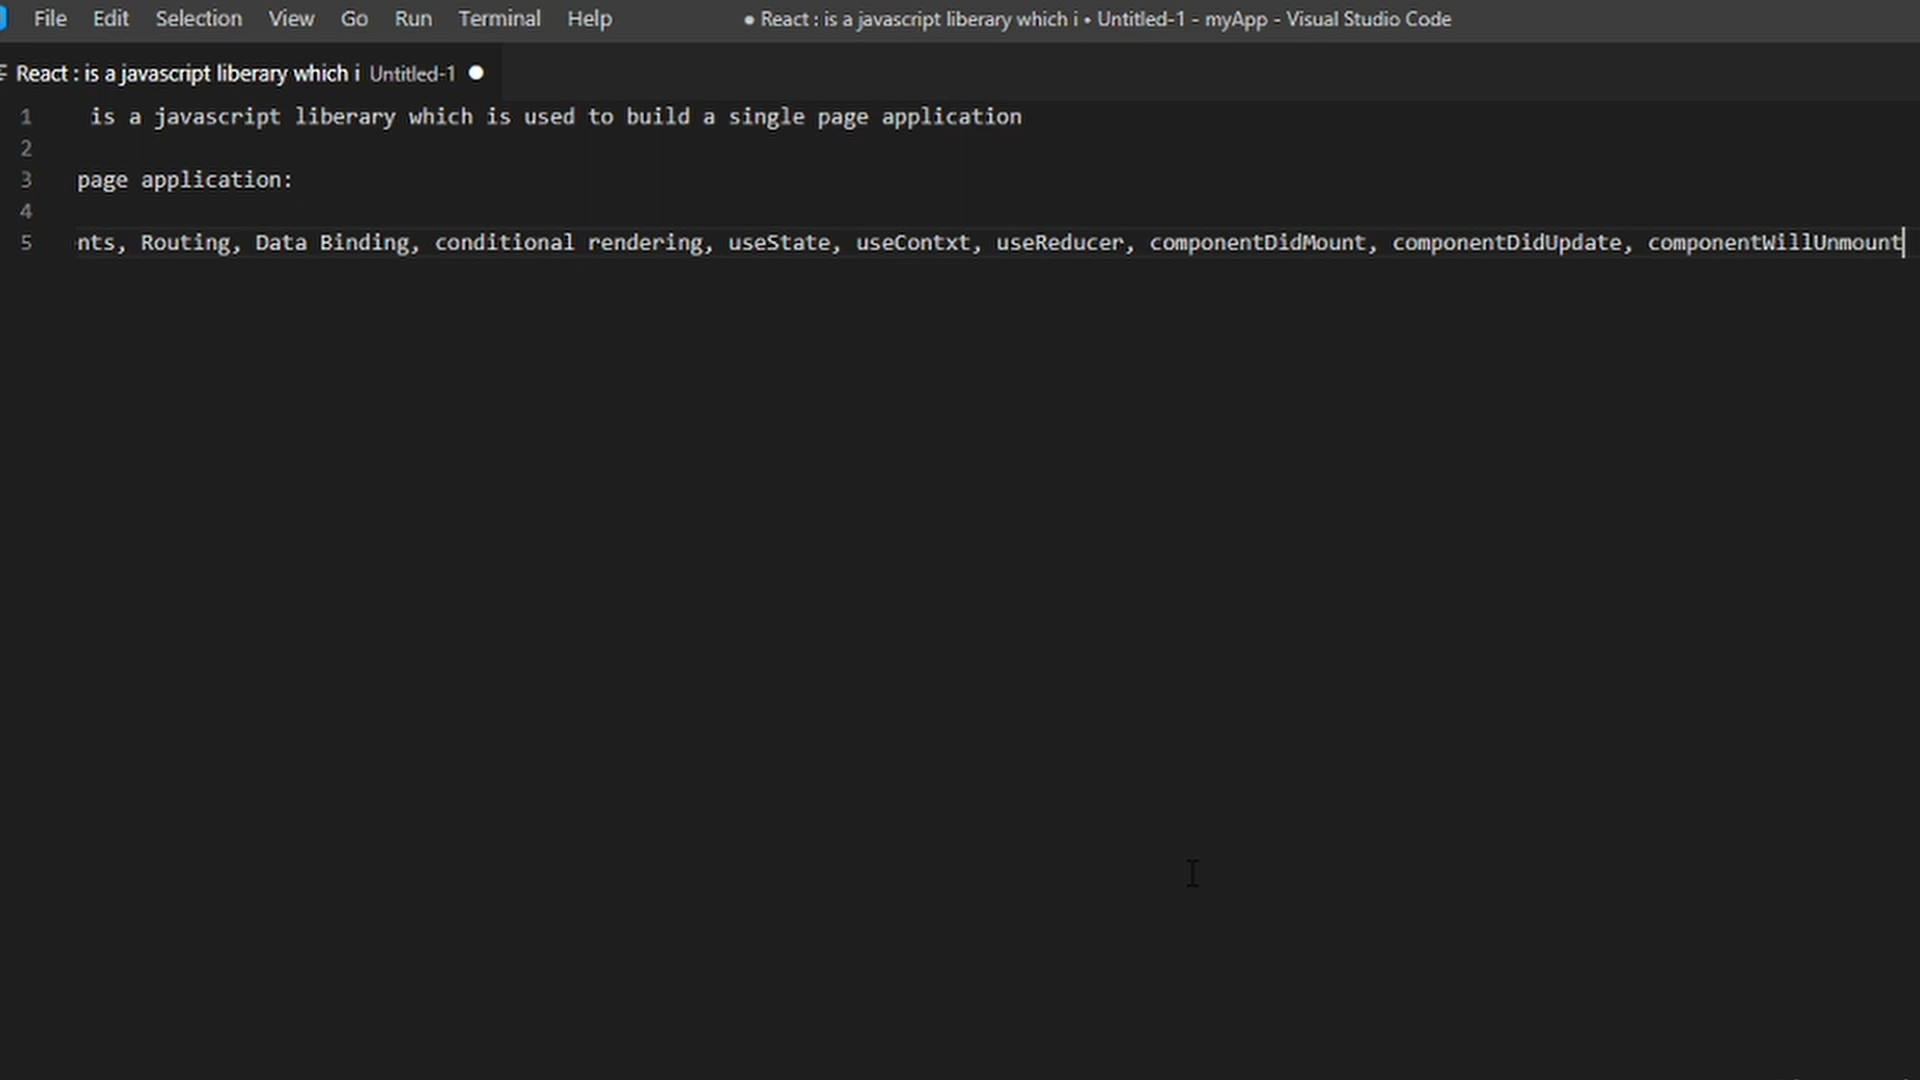 File Edit Selection View Go Run Terminal Help ● React : is a javascript liberary which i • Untitled-1 - myApp - Visual Studio Code
React : is a javascript liberary which i Untitled-1 ●
1 is a javascript liberary which is used to build a single page application
2
3 page application:
4
5 nts, Routing, Data Binding, conditional rendering, useState, useContxt, useReducer, componentDidMount, componentDidUpdate, componentWillUnmount